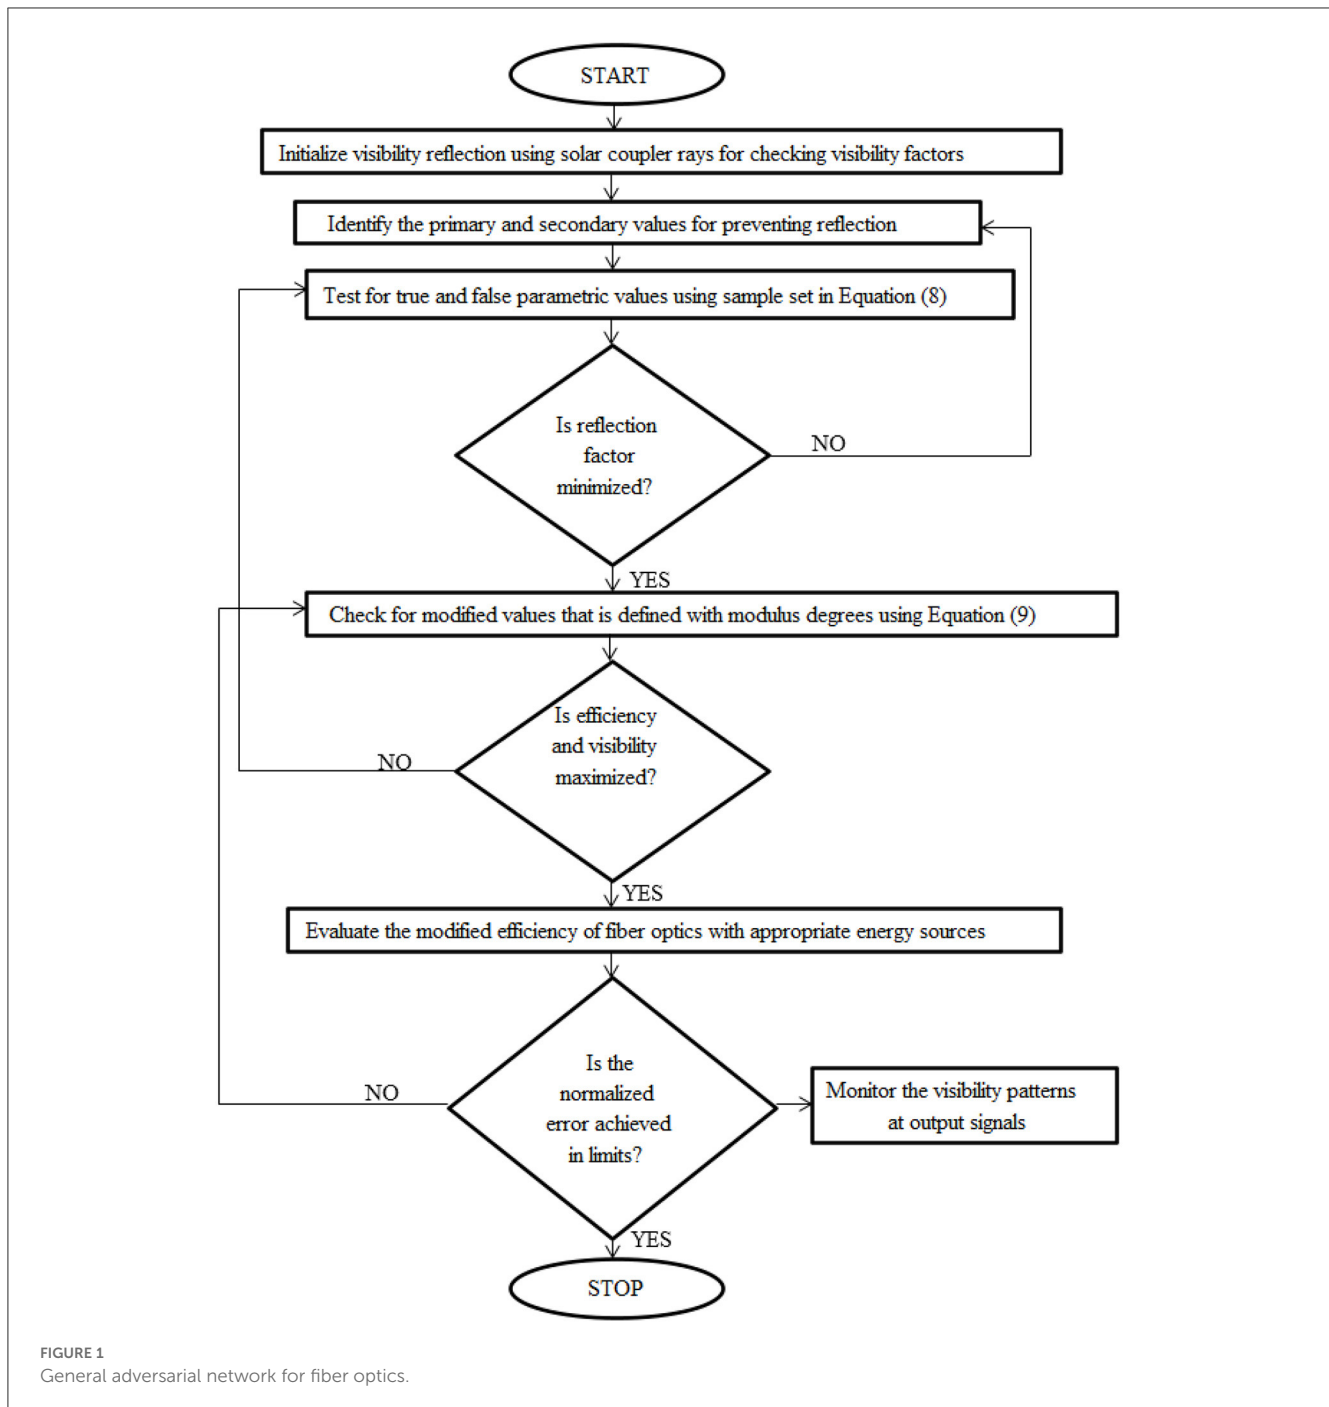 START
Initialize visibility reflection using solar coupler rays for checking visibility factors
Identify the primary and secondary values for preventing reflection
Test for true and false parametric values using sample set in Equation (8)
Is reflection
factor
minimized?
NO
YES
Check for modified values that is defined with modulus degrees using Equation (9)
Is efficiency
and visibility
maximized?
NO
YES
Evaluate the modified efficiency of fiber optics with appropriate energy sources
Is the
normalized
error achieved
in limits?
NO
Monitor the visibility patterns
at output signals
YES
STOP
FIGURE 1
General adversarial network for fiber optics.